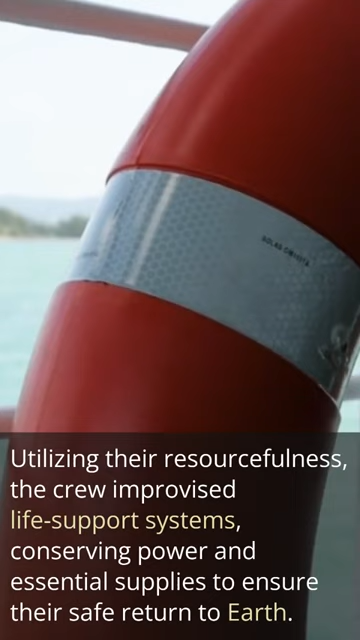 Utilizing their resourcefulness,
the crew improvised
life-support systems,
conserving power and
essential supplies to ensure
their safe return to Earth.